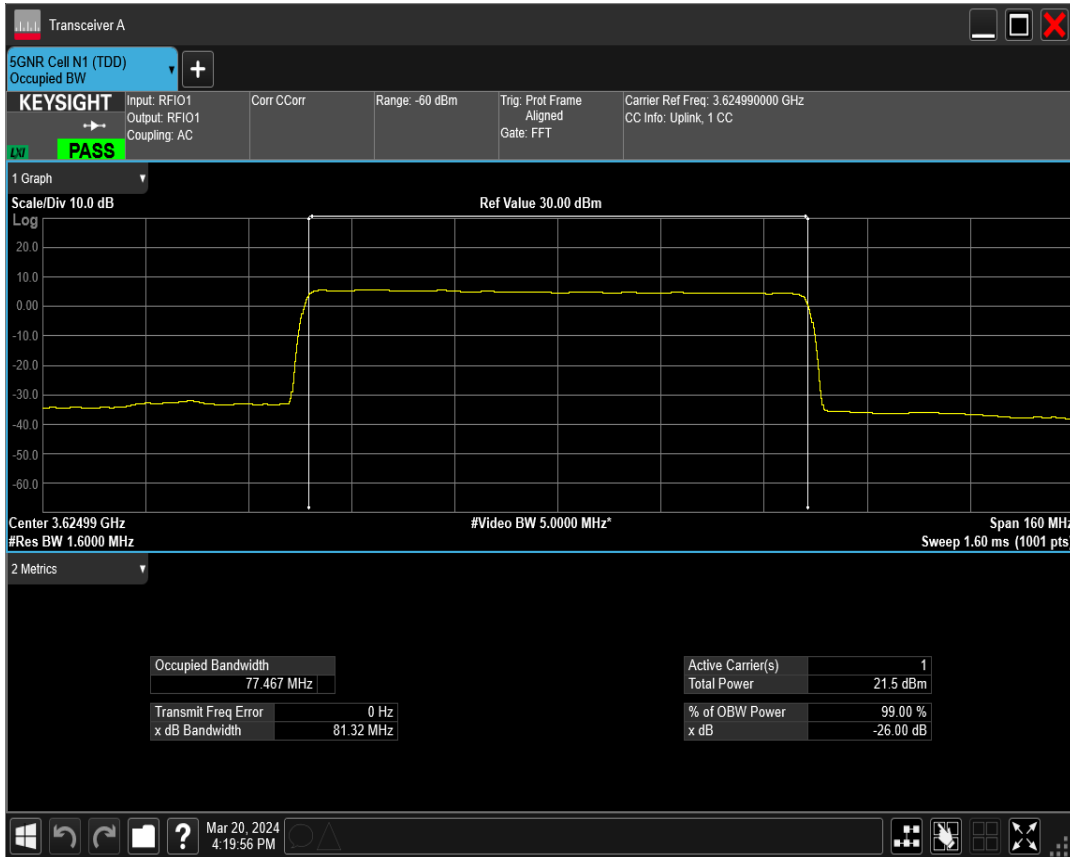 Transceiver A
5GNR Cell N1 (TDD)
Occupied BW
+
KEYSIGHT
Input: RFIO1
Output: RFIO1
Coupling: AC
Corr CCorr
Range: -60 dBm
Trig: Prot Frame
Aligned
Gate: FFT
Carrier Ref Freq: 3.624990000 GHz
CC Info: Uplink, 1 CC
LXI
PASS
1 Graph
Scale/Div 10.0 dB
Ref Value 30.00 dBm
Log
20.0
10.0
0.00
-10.0
-20.0
-30.0
-40.0
-50.0
-60.0
Center 3.62499 GHz
#Video BW 5.0000 MHz*
Span 160 MHz
#Res BW 1.6000 MHz
Sweep 1.60 ms (1001 pts)
2 Metrics
Occupied Bandwidth
77.467 MHz
Transmit Freq Error 0 Hz
x dB Bandwidth 81.32 MHz
Active Carrier(s) 1
Total Power 21.5 dBm
% of OBW Power 99.00 %
x dB -26.00 dB
?
Mar 20, 2024
4:19:56 PM